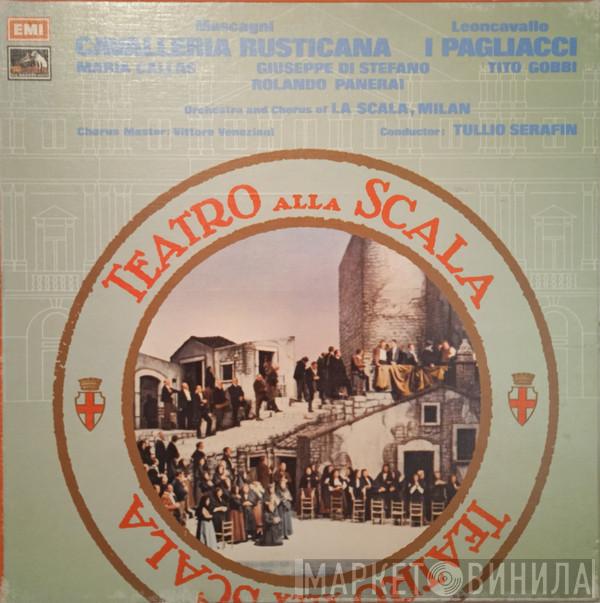 EMI
Mascagni
Leoncavallo
CAVALLERIA RUSTICANA
I PAGLIACCI
MARIA CALLAS
GIUSEPPE DI STEFANO
TITO GOBBI
ROLANDO PANERAI
Orchestra and Chorus of LA SCALA, MILAN
Chorus Master: Vittore Veneziani
Conductor: TULLIO SERAFIN
TEATRO ALLA SCALA
TEATRO ALLA SCALA
МАРКЕТ ВИНИЛА